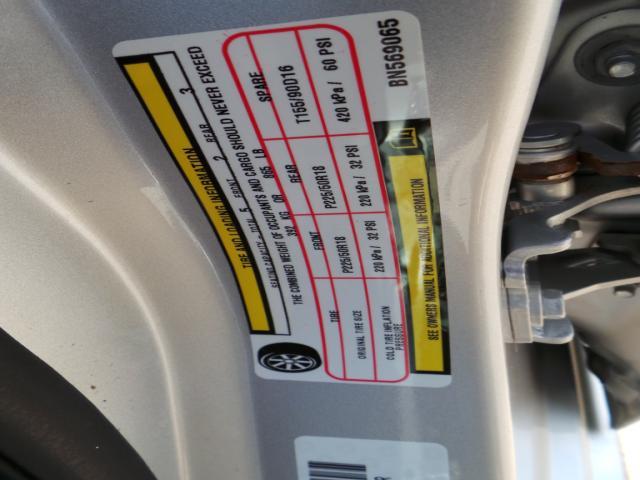 TIRE AND LOADING INFORMATION
SEATING CAPACITY - TOTAL 5 FRONT 2 REAR 3
THE COMBINED WEIGHT OF OCCUPANTS AND CARGO SHOULD NEVER EXCEED
392 KG OR 865 LB
TIRE FRONT REAR SPARE
ORIGINAL TIRE SIZE P225/50R18 P225/50R18 T155/90D16
COLD TIRE INFLATION PRESSURE 220 kPa / 32 PSI 220 kPa / 32 PSI 420 kPa / 60 PSI
SEE OWNERS MANUAL FOR ADDITIONAL INFORMATION
BN569065